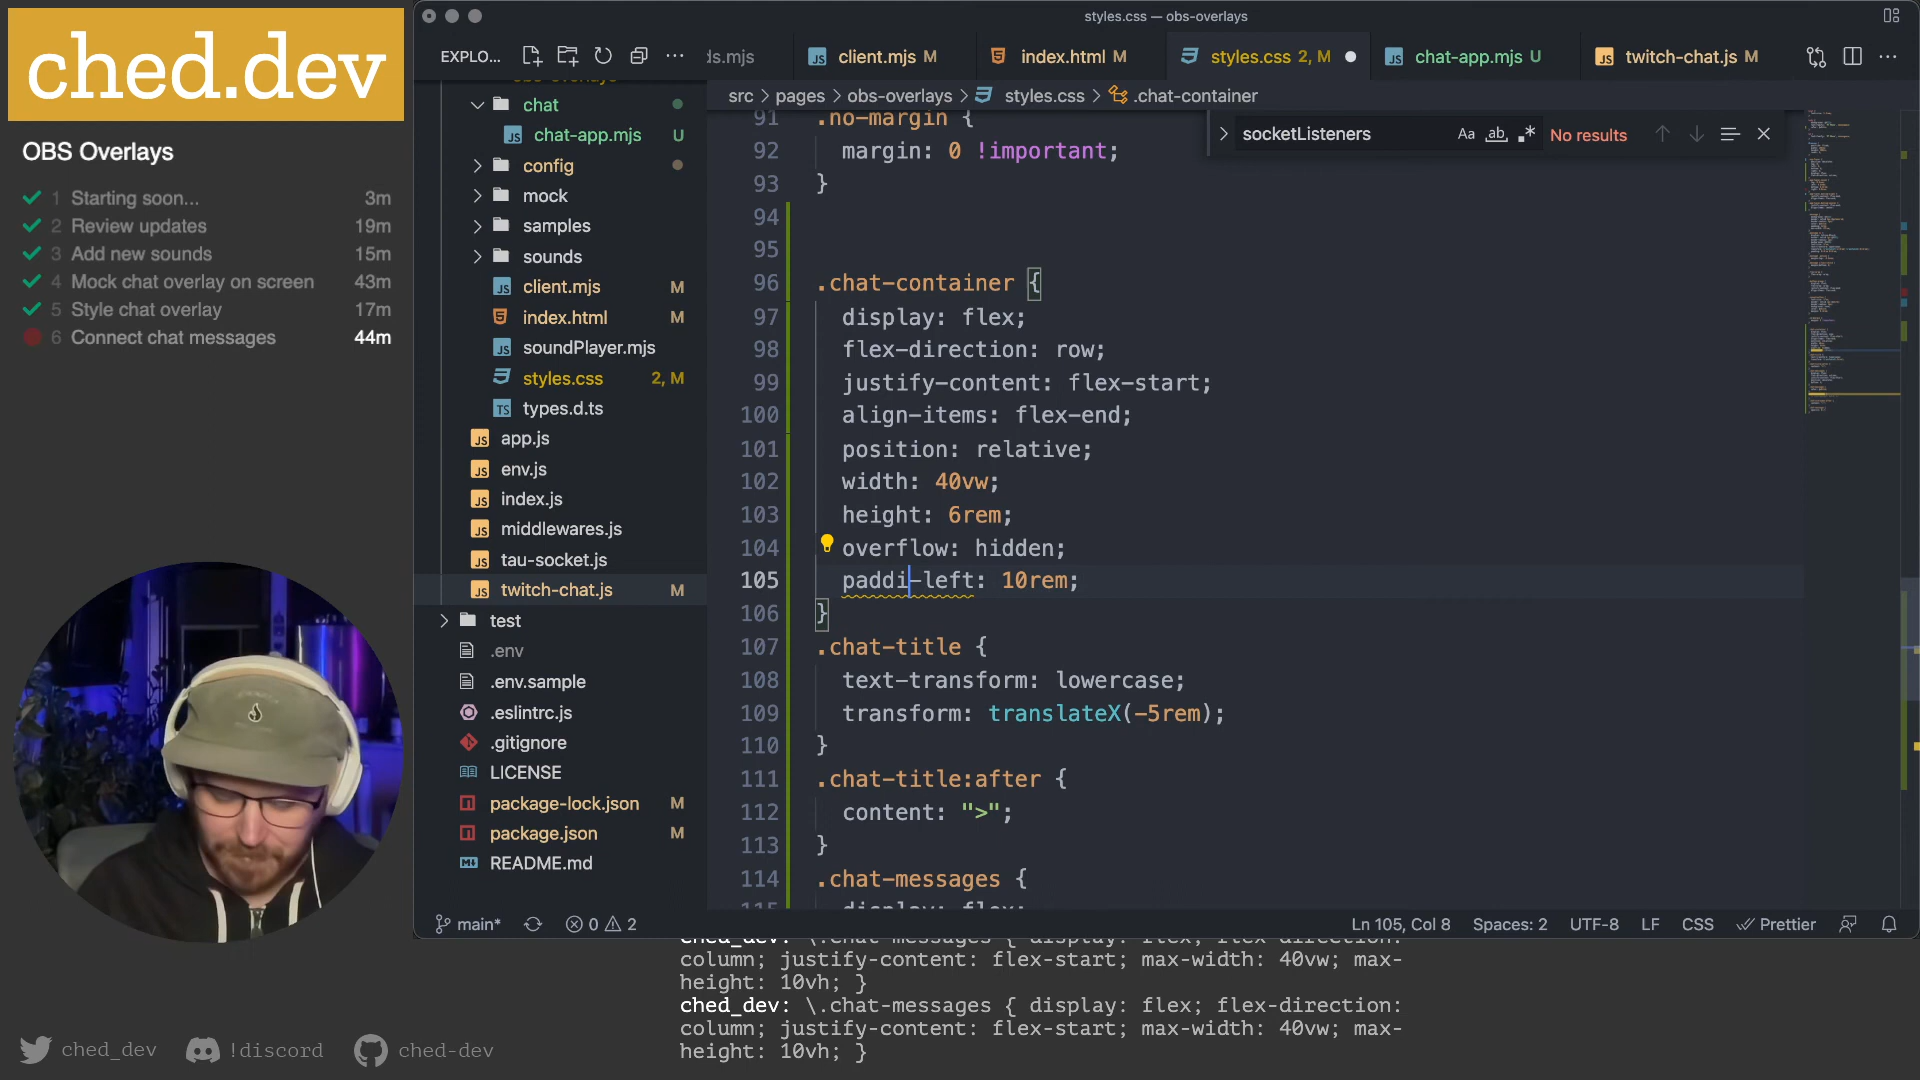 ched.dev
OBS Overlays
1 Starting soon... 3m
2 Review updates 19m
3 Add new sounds 15m
4 Mock chat overlay on screen 43m
5 Style chat overlay 17m
6 Connect chat messages 44m
ched_dev
!discord
ched-dev
styles.css — obs-overlays
EXPLO...
ds.mjs
client.mjs M
index.html M
styles.css 2, M
chat-app.mjs U
twitch-chat.js M
src > pages > obs-overlays > styles.css > .chat-container
socketListeners
Aa ab .*
No results
chat
chat-app.mjs U
config
mock
samples
sounds
client.mjs M
index.html M
soundPlayer.mjs
styles.css 2, M
types.d.ts
app.js
env.js
index.js
middlewares.js
tau-socket.js
twitch-chat.js M
test
.env
.env.sample
.eslintrc.js
.gitignore
LICENSE
package-lock.json M
package.json M
README.md
91 .no-margin {
92 margin: 0 !important;
93 }
94
95
96 .chat-container {
97 display: flex;
98 flex-direction: row;
99 justify-content: flex-start;
100 align-items: flex-end;
101 position: relative;
102 width: 40vw;
103 height: 6rem;
104 overflow: hidden;
105 paddi-left: 10rem;
106 }
107 .chat-title {
108 text-transform: lowercase;
109 transform: translateX(-5rem);
110 }
111 .chat-title:after {
112 content: ">";
113 }
114 .chat-messages {
115 display: flex;
main* 0 2
Ln 105, Col 8 Spaces: 2 UTF-8 LF CSS Prettier
ched_dev: \.chat-messages { display: flex; flex-direction:
column; justify-content: flex-start; max-width: 40vw; max-
height: 10vh; }
ched_dev: \.chat-messages { display: flex; flex-direction:
column; justify-content: flex-start; max-width: 40vw; max-
height: 10vh; }